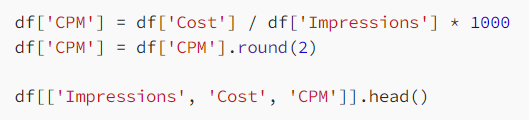 df['CPM'] = df['Cost'] / df['Impressions'] * 1000
df['CPM'] = df['CPM'].round(2)
df[['Impressions', 'Cost', 'CPM']].head()